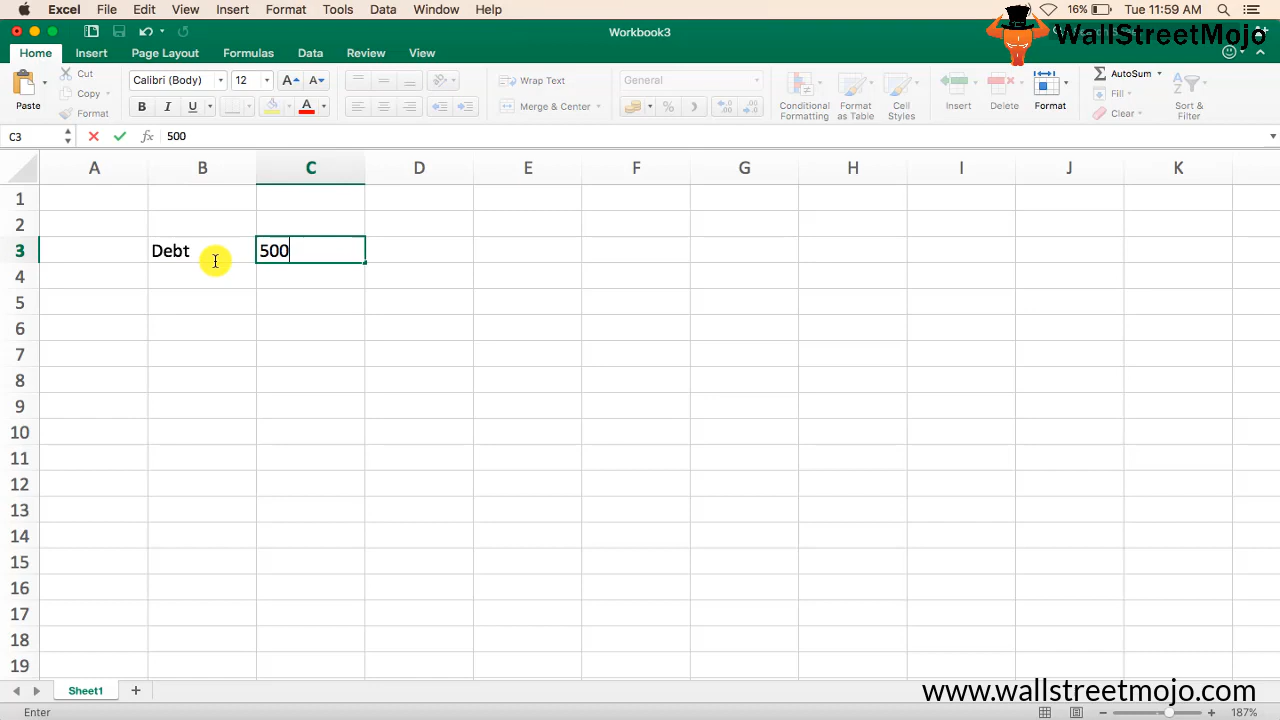 Excel File Edit View Insert Format Tools Data Window Help 16% Tue 11:59 AM
Workbook3
WallStreetMojo
Home Insert Page Layout Formulas Data Review View
Paste Cut Copy Format
Calibri (Body) 12 A A
B I U A
Wrap Text
Merge & Center
General
%
Conditional Formatting
Format as Table
Cell Styles
Insert Delete Format
AutoSum
Fill
Clear
Sort & Filter
C3 fx 500
A B C D E F G H I J K
1
2
3 Debt 500
4
5
6
7
8
9
10
11
12
13
14
15
16
17
18
19
Sheet1
www.wallstreetmojo.com
Enter 187%